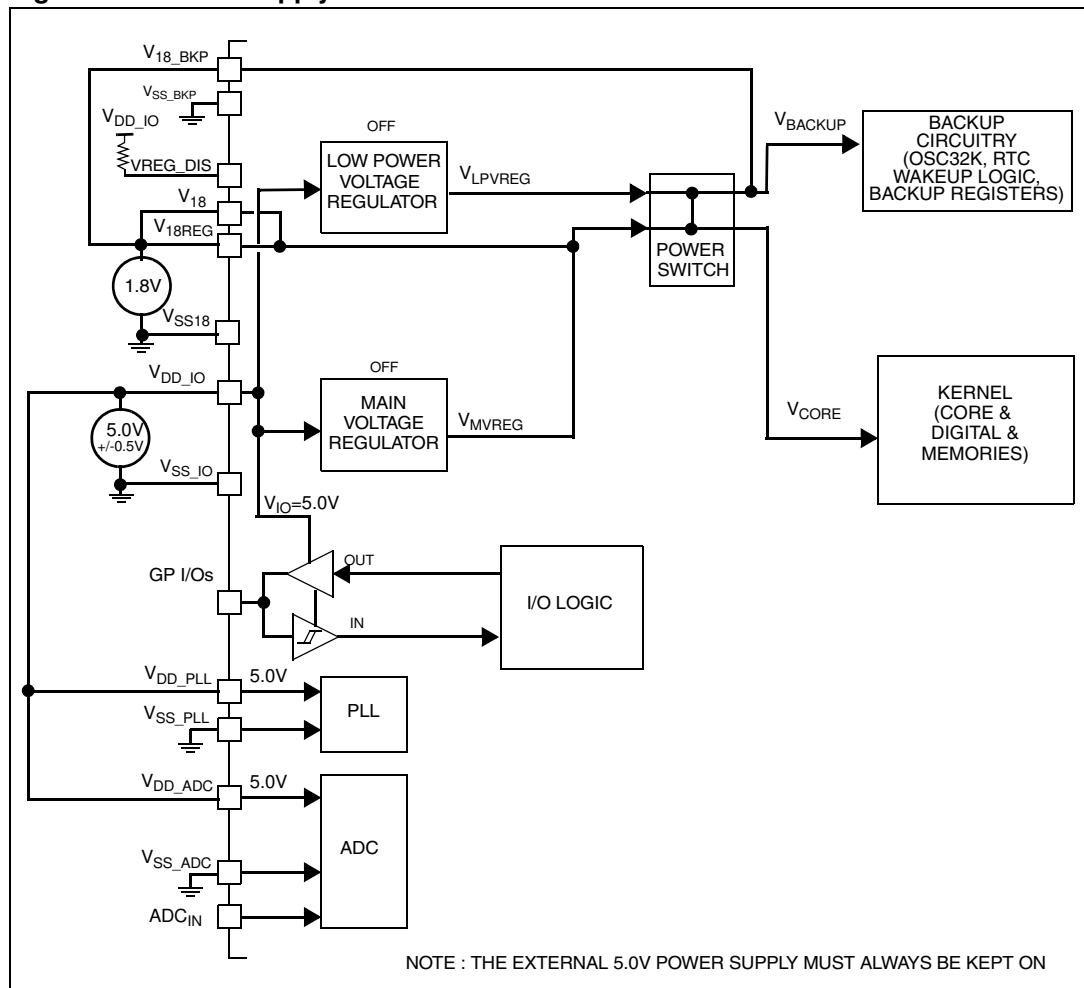 V18_BKP
VSS_BKP
VDD_IO
VREG_DIS
V18
V18REG
1.8V
VSS18
VDD_IO
5.0V
+/-0.5V
VSS_IO
OFF
LOW POWER
VOLTAGE
REGULATOR
VLPVREG
OFF
MAIN
VOLTAGE
REGULATOR
VMVREG
POWER
SWITCH
VBACKUP
BACKUP
CIRCUITRY
(OSC32K, RTC
WAKEUP LOGIC,
BACKUP REGISTERS)
VCORE
KERNEL
(CORE &
DIGITAL &
MEMORIES)
VIO=5.0V
GP I/Os
OUT
IN
I/O LOGIC
VDD_PLL
5.0V
VSS_PLL
PLL
VDD_ADC
5.0V
VSS_ADC
ADCIN
ADC
NOTE : THE EXTERNAL 5.0V POWER SUPPLY MUST ALWAYS BE KEPT ON